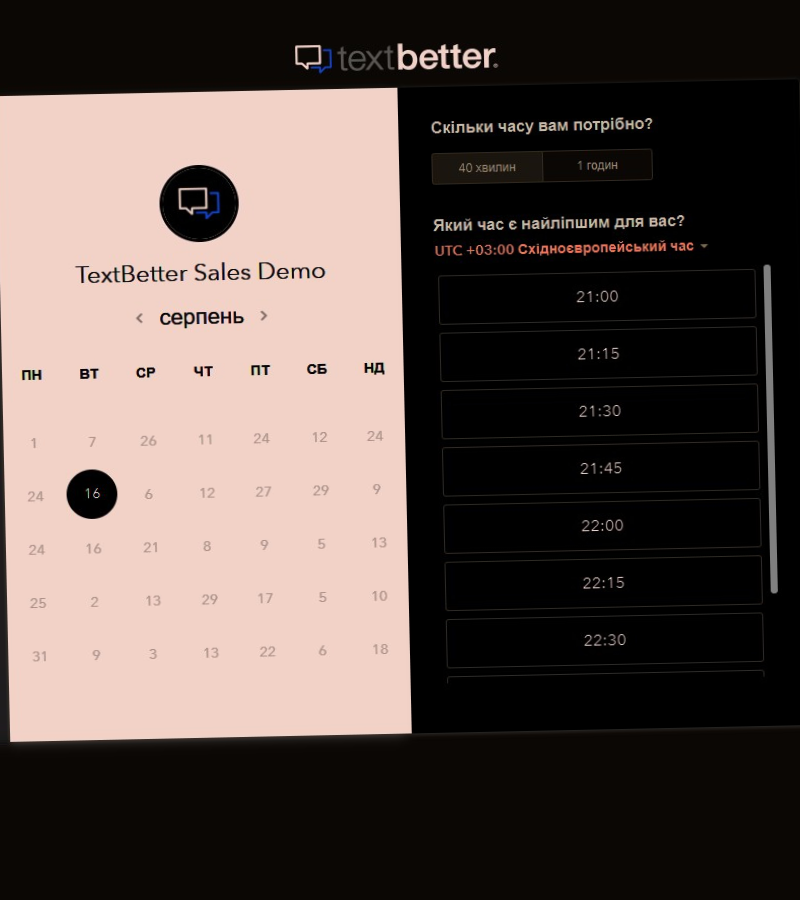 textbetter.
TextBetter Sales Demo
серпень
ПН ВТ СР ЧТ ПТ СБ НД
1 7 26 11 24 12 24
24 16 6 12 27 29 9
24 16 21 8 9 5 13
25 2 13 29 17 5 10
31 9 3 13 22 6 18
Скільки часу вам потрібно?
40 хвилин 1 годин
Який час є найліпшим для вас?
UTC +03:00 Східноєвропейський час
21:00
21:15
21:30
21:45
22:00
22:15
22:30